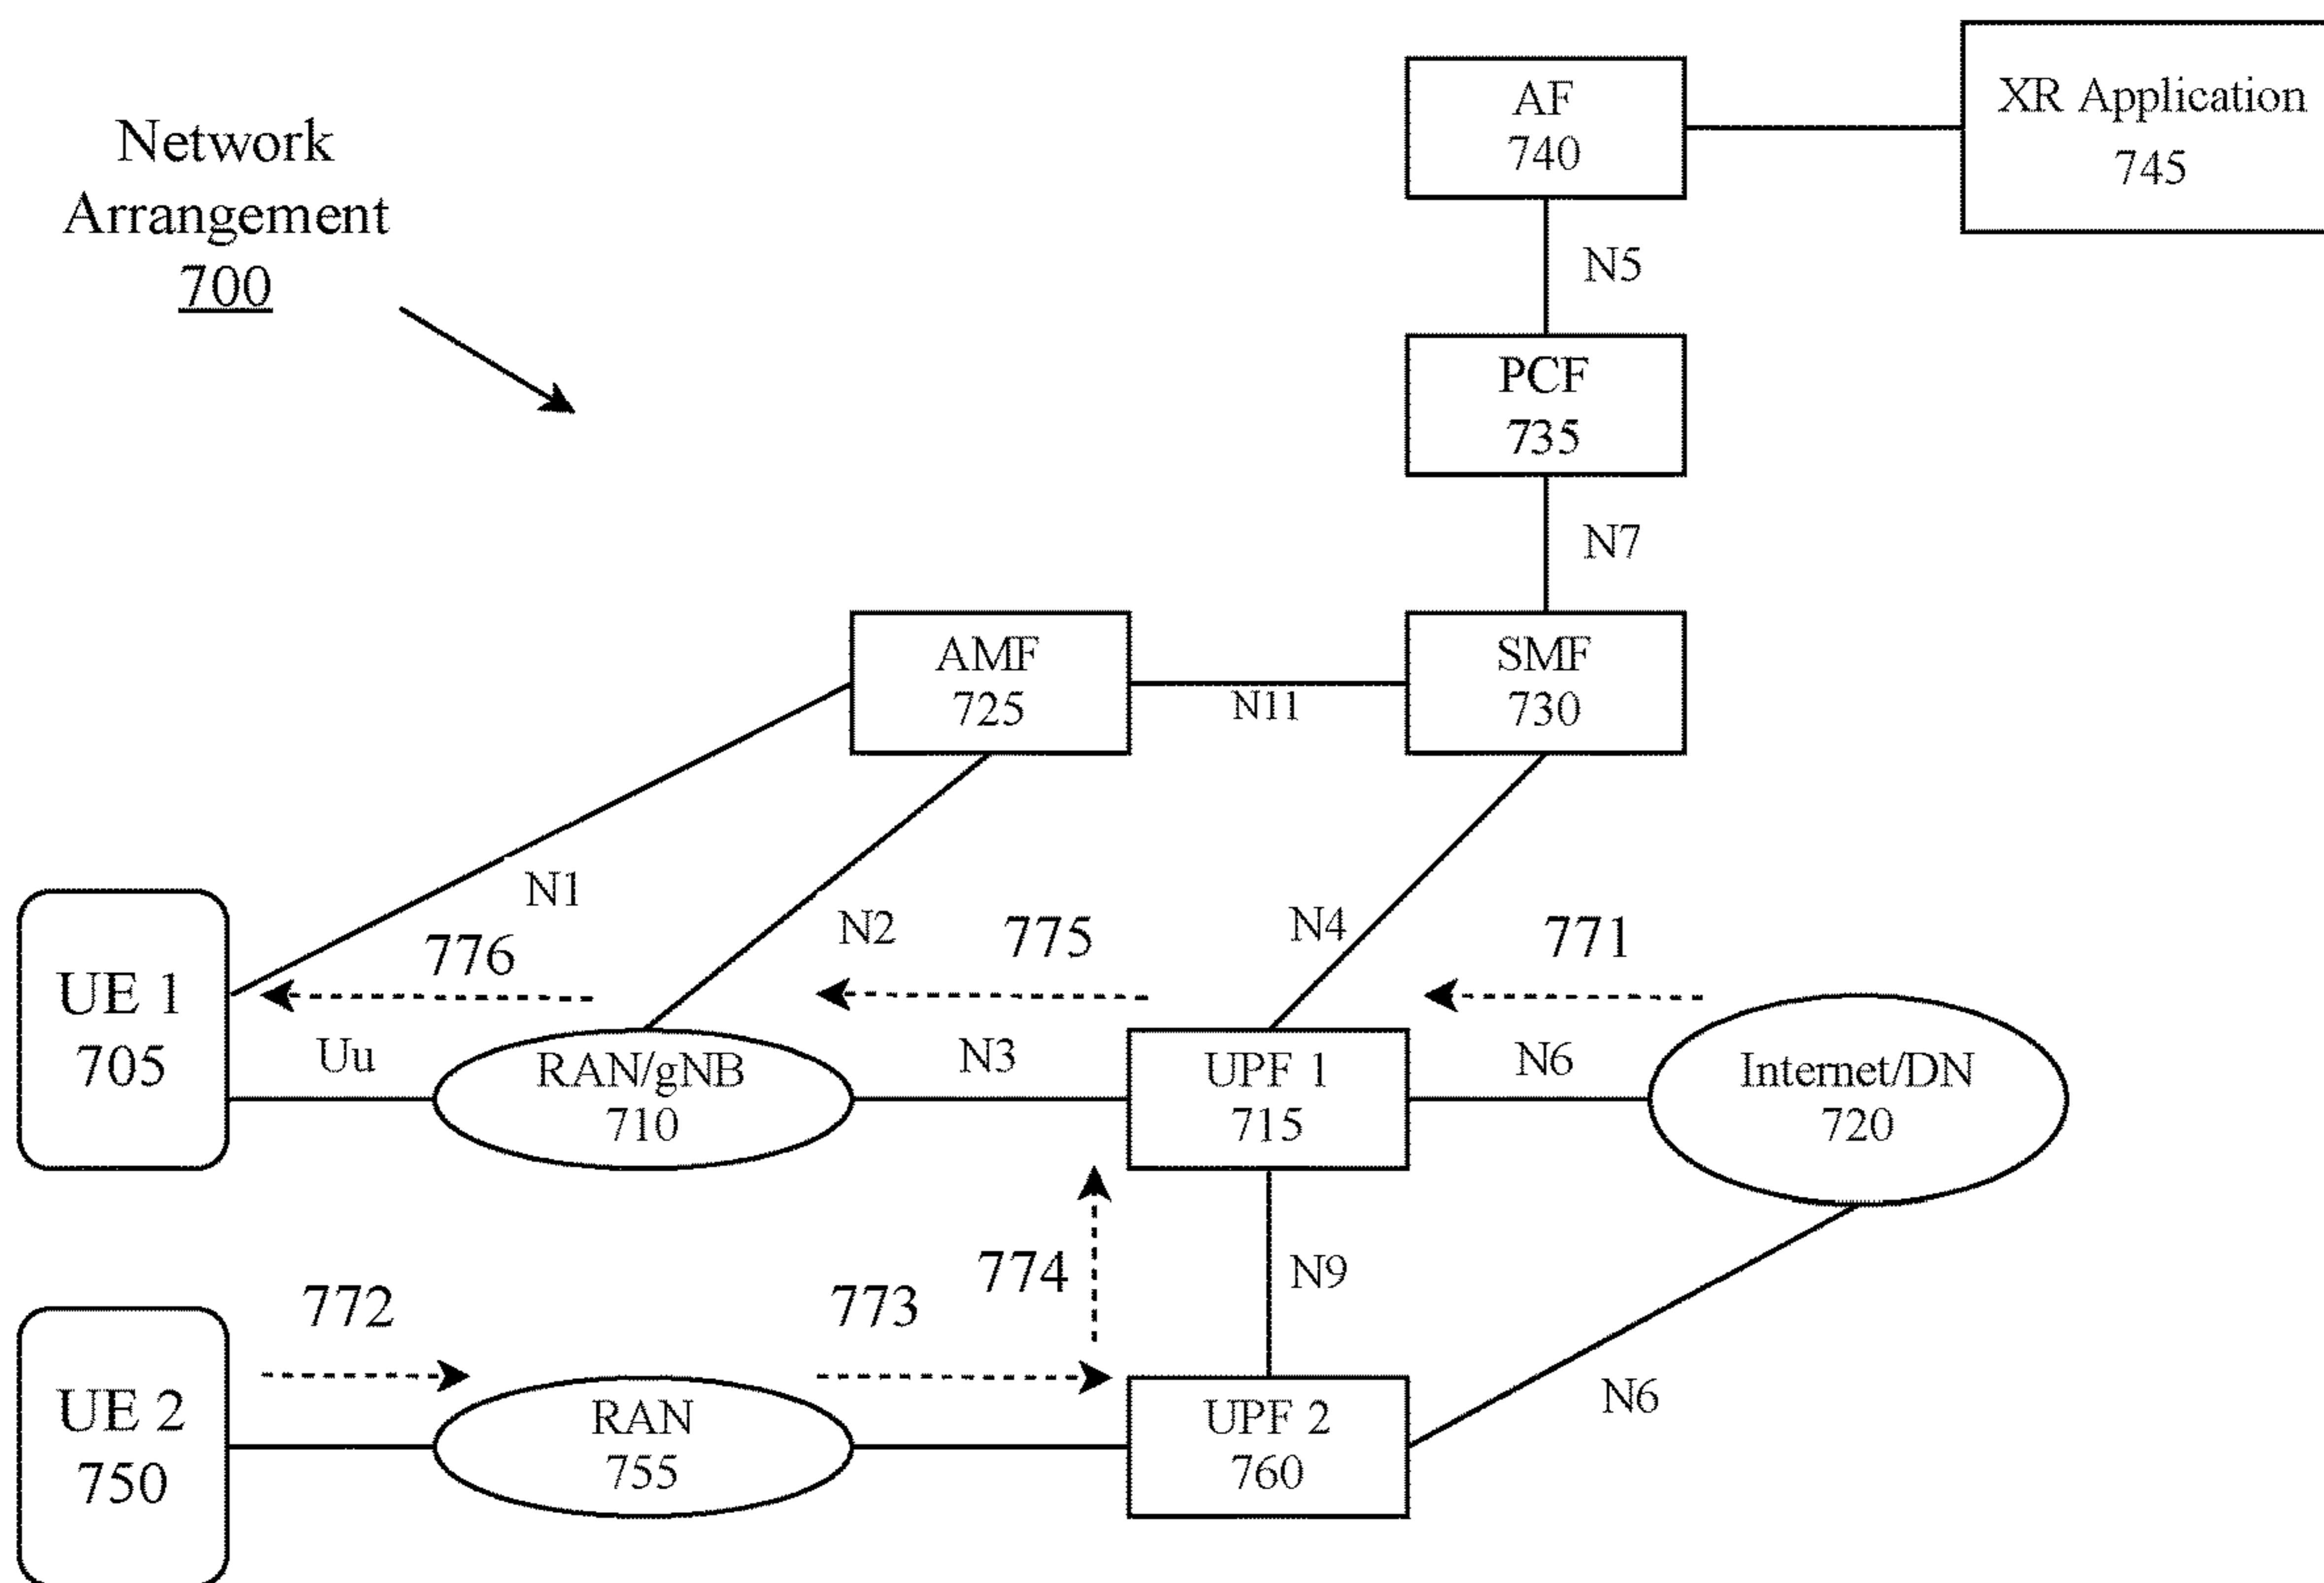 Network
Arrangement
700
AF
740
XR Application
745
N5
PCF
735
N7
AMF
725
N11
SMF
730
N1
N2
N4
776
775
771
UE 1
705
Uu
RAN/gNB
710
N3
UPF 1
715
N6
Internet/DN
720
772
773
774
N9
N6
UE 2
750
RAN
755
UPF 2
760